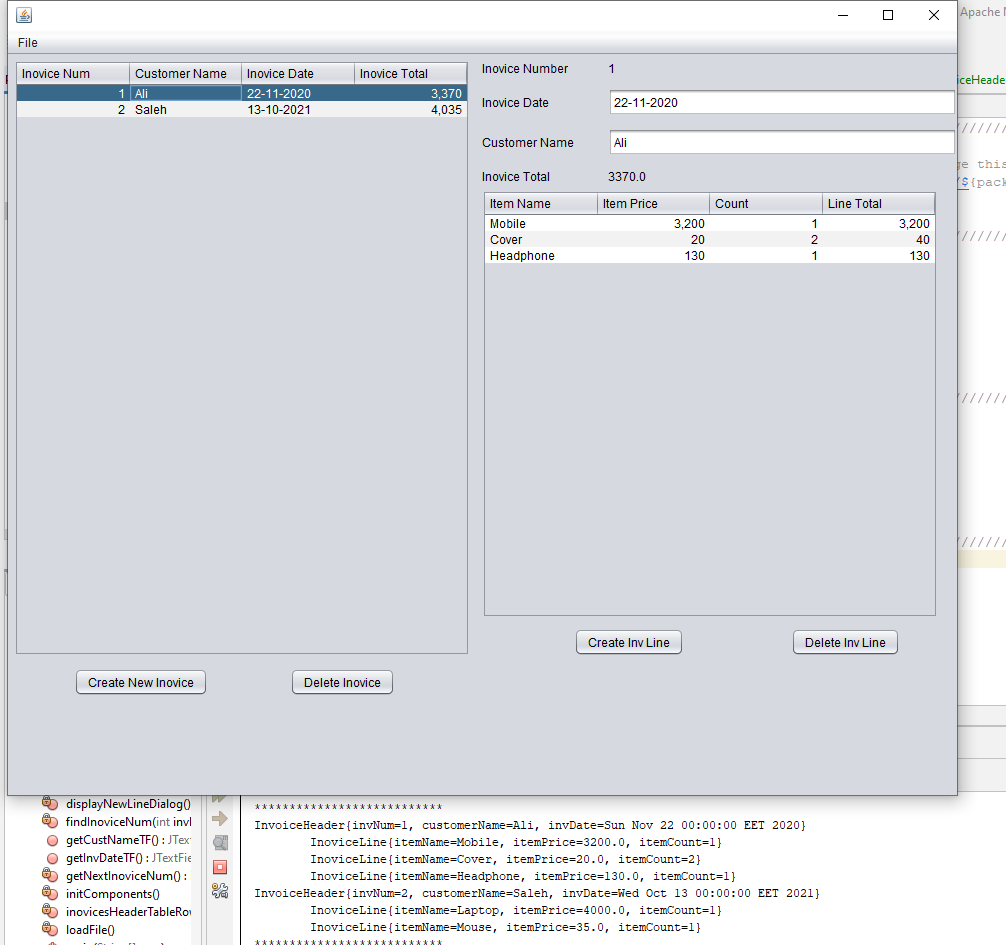 Apache
File
Inovice Num Customer Name Inovice Date Inovice Total
1 Ali 22-11-2020 3,370
2 Saleh 13-10-2021 4,035
Inovice Number 1
Inovice Date 22-11-2020
Customer Name Ali
Inovice Total 3370.0
Item Name Item Price Count Line Total
Mobile 3,200 1 3,200
Cover 20 2 40
Headphone 130 1 130
Create Inv Line Delete Inv Line
Create New Inovice Delete Inovice
iceHeade
///////
ge this
/${pack
///////
///////
///////
displayNewLineDialog()
findInoviceNum(int invI
getCustNameTF() : JText
getInvDateTF() : JTextFie
getNextInoviceNum() :
initComponents()
inovicesHeaderTableRov
loadFile()
***************************
InvoiceHeader{invNum=1, customerName=Ali, invDate=Sun Nov 22 00:00:00 EET 2020}
InoviceLine{itemName=Mobile, itemPrice=3200.0, itemCount=1}
InoviceLine{itemName=Cover, itemPrice=20.0, itemCount=2}
InoviceLine{itemName=Headphone, itemPrice=130.0, itemCount=1}
InvoiceHeader{invNum=2, customerName=Saleh, invDate=Wed Oct 13 00:00:00 EET 2021}
InoviceLine{itemName=Laptop, itemPrice=4000.0, itemCount=1}
InoviceLine{itemName=Mouse, itemPrice=35.0, itemCount=1}
***************************